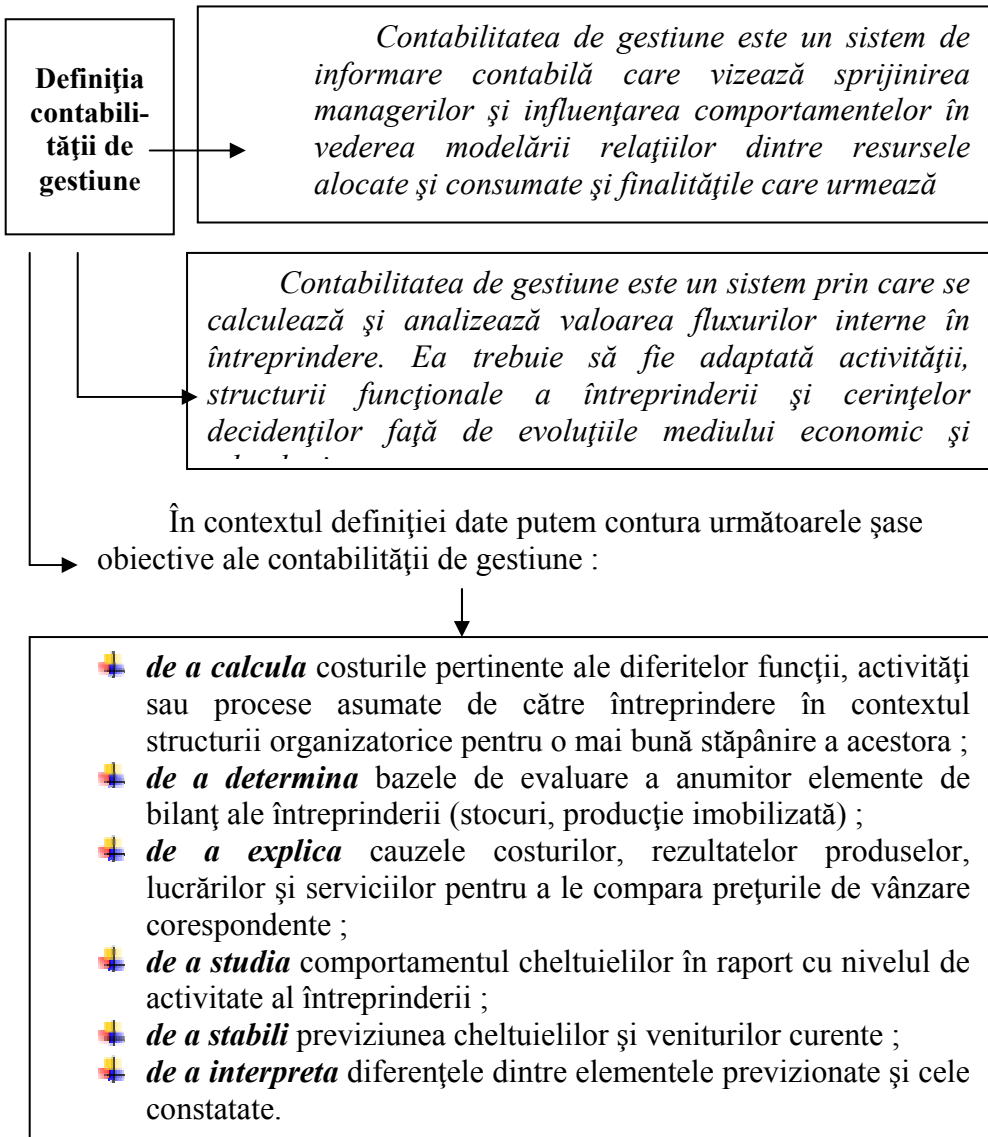 Definiţia
contabili-
tăţii de
gestiune
Contabilitatea de gestiune este un sistem de
informare contabilă care vizează sprijinirea
managerilor şi influenţarea comportamentelor în
vederea modelării relaţiilor dintre resursele
alocate şi consumate şi finalităţile care urmează
Contabilitatea de gestiune este un sistem prin care se
calculează şi analizează valoarea fluxurilor interne în
întreprindere. Ea trebuie să fie adaptată activităţii,
structurii funcţionale a întreprinderii şi cerinţelor
decidenţilor faţă de evoluţiile mediului economic şi
În contextul definiţiei date putem contura următoarele şase
obiective ale contabilităţii de gestiune :
de a calcula costurile pertinente ale diferitelor funcţii, activităţi
sau procese asumate de către întreprindere în contextul
structurii organizatorice pentru o mai bună stăpânire a acestora ;
de a determina bazele de evaluare a anumitor elemente de
bilanţ ale întreprinderii (stocuri, producţie imobilizată) ;
de a explica cauzele costurilor, rezultatelor produselor,
lucrărilor şi serviciilor pentru a le compara preţurile de vânzare
corespondente ;
de a studia comportamentul cheltuielilor în raport cu nivelul de
activitate al întreprinderii ;
de a stabili previziunea cheltuielilor şi veniturilor curente ;
de a interpreta diferenţele dintre elementele previzionate şi cele
constatate.